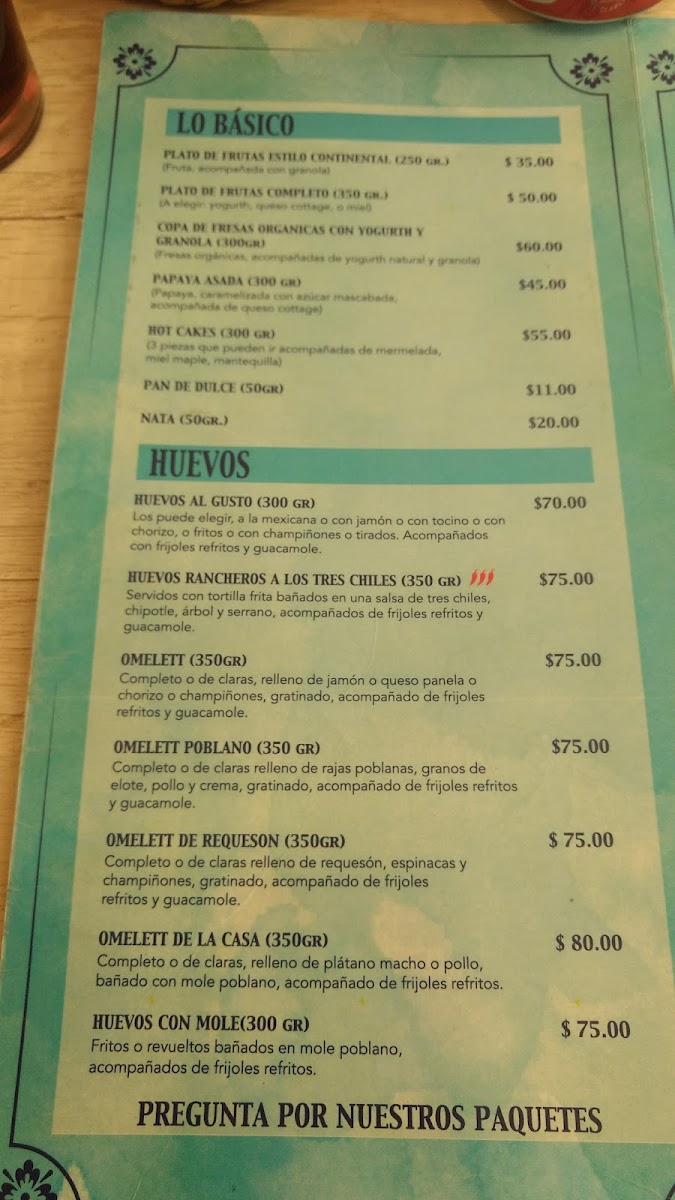 LO BÁSICO
PLATO DE FRUTAS ESTILO CONTINENTAL (250 GR.) $ 35.00
(Fruta, acompañada con granola)
PLATO DE FRUTAS COMPLETO (350 GR.) $ 50.00
(A elegir: yogurth, queso cottage, o miel)
COPA DE FRESAS ORGANICAS CON YOGURTH Y
GRANOLA (300GR) $60.00
(Fresas orgánicas, acompañadas de yogurth natural y granola)
PAPAYA ASADA (300 GR) $45.00
(Papaya, caramelizada con azúcar mascabada,
acompañada de queso cottage)
HOT CAKES (300 GR) $55.00
(3 piezas que pueden ir acompañadas de mermelada,
miel maple, mantequilla)
PAN DE DULCE (50GR) $11.00
NATA (50GR.) $20.00
HUEVOS
HUEVOS AL GUSTO (300 GR) $70.00
Los puede elegir, a la mexicana o con jamón o con tocino o con
chorizo, o fritos o con champiñones o tirados. Acompañados
con frijoles refritos y guacamole.
HUEVOS RANCHEROS A LOS TRES CHILES (350 GR) $75.00
Servidos con tortilla frita bañados en una salsa de tres chiles,
chipotle, árbol y serrano, acompañados de frijoles refritos y
guacamole.
OMELETT (350GR) $75.00
Completo o de claras, relleno de jamón o queso panela o
chorizo o champiñones, gratinado, acompañado de frijoles
refritos y guacamole.
OMELETT POBLANO (350 GR) $75.00
Completo o de claras relleno de rajas poblanas, granos de
elote, pollo y crema, gratinado, acompañado de frijoles refritos
y guacamole.
OMELETT DE REQUESON (350GR) $ 75.00
Completo o de claras relleno de requesón, espinacas y
champiñones, gratinado, acompañado de frijoles
refritos y guacamole.
OMELETT DE LA CASA (350GR) $ 80.00
Completo o de claras, relleno de plátano macho o pollo,
bañado con mole poblano, acompañado de frijoles refritos.
HUEVOS CON MOLE(300 GR) $ 75.00
Fritos o revueltos bañados en mole poblano,
acompañados de frijoles refritos.
PREGUNTA POR NUESTROS PAQUETES